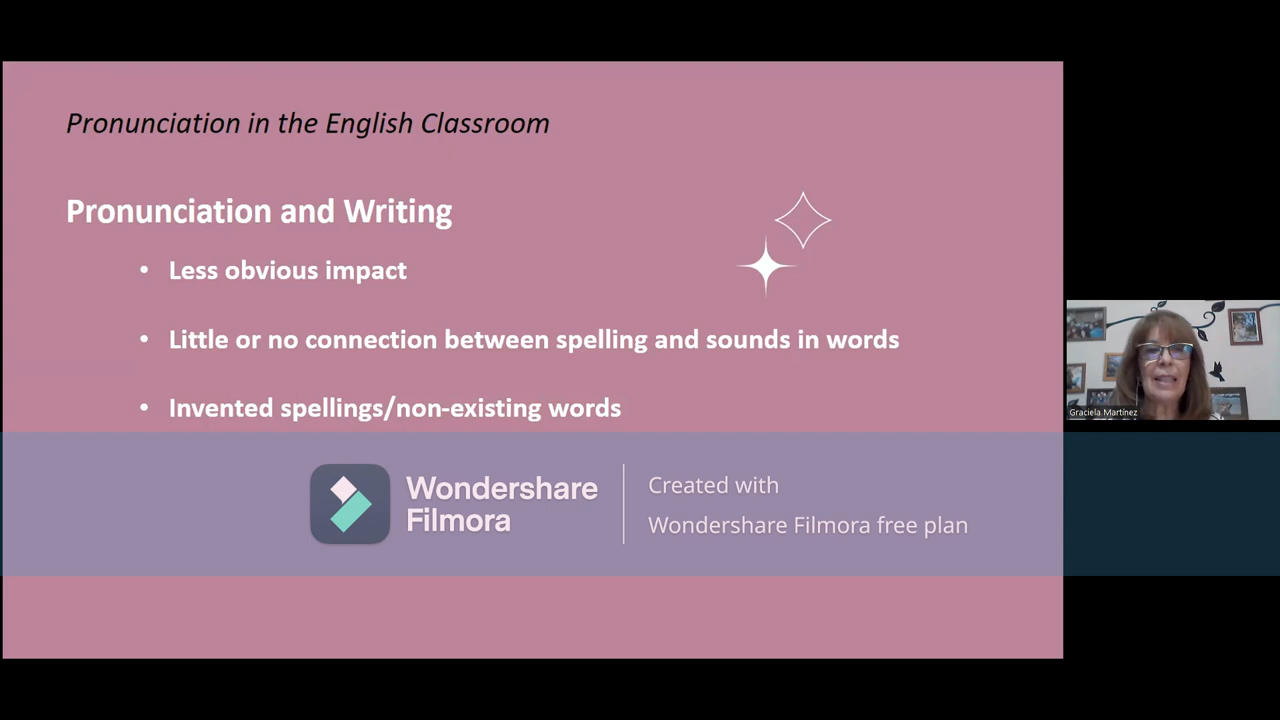 Pronunciation in the English Classroom
Pronunciation and Writing
• Less obvious impact
• Little or no connection between spelling and sounds in words
• Invented spellings/non-existing words
Wondershare
Filmora
Created with
Wondershare Filmora free plan
Graciela Martínez